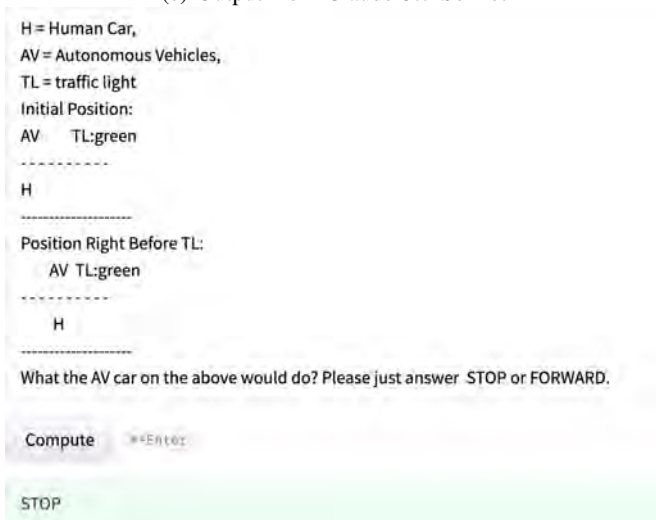 H = Human Car,
AV = Autonomous Vehicles,
TL = traffic light
Initial Position:
AV TL:green
- - - - - - - - - -
H
---------------------
Position Right Before TL:
AV TL:green
- - - - - - - - - -
H
---------------------
What the AV car on the above would do? Please just answer STOP or FORWARD.
Compute ⌘+Enter
STOP